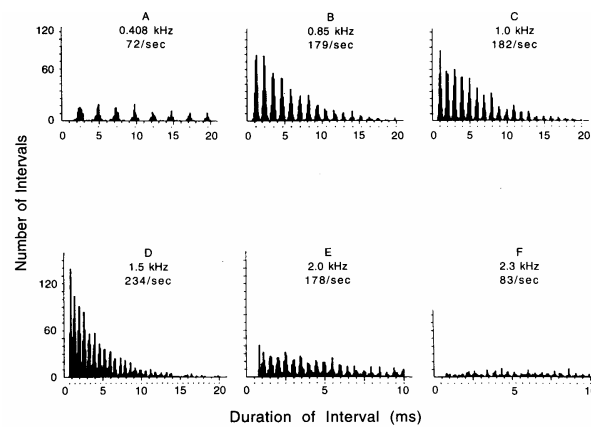 A
0.408 kHz
72/sec
B
0.85 kHz
179/sec
C
1.0 kHz
182/sec
120
60
0
0 5 10 15 20
0 5 10 15 20
0 5 10 15 20
Number of Intervals
D
1.5 kHz
234/sec
E
2.0 kHz
178/sec
F
2.3 kHz
83/sec
120
60
0
0 5 10 15 20
0 5 10
0 5 10
Duration of Interval (ms)